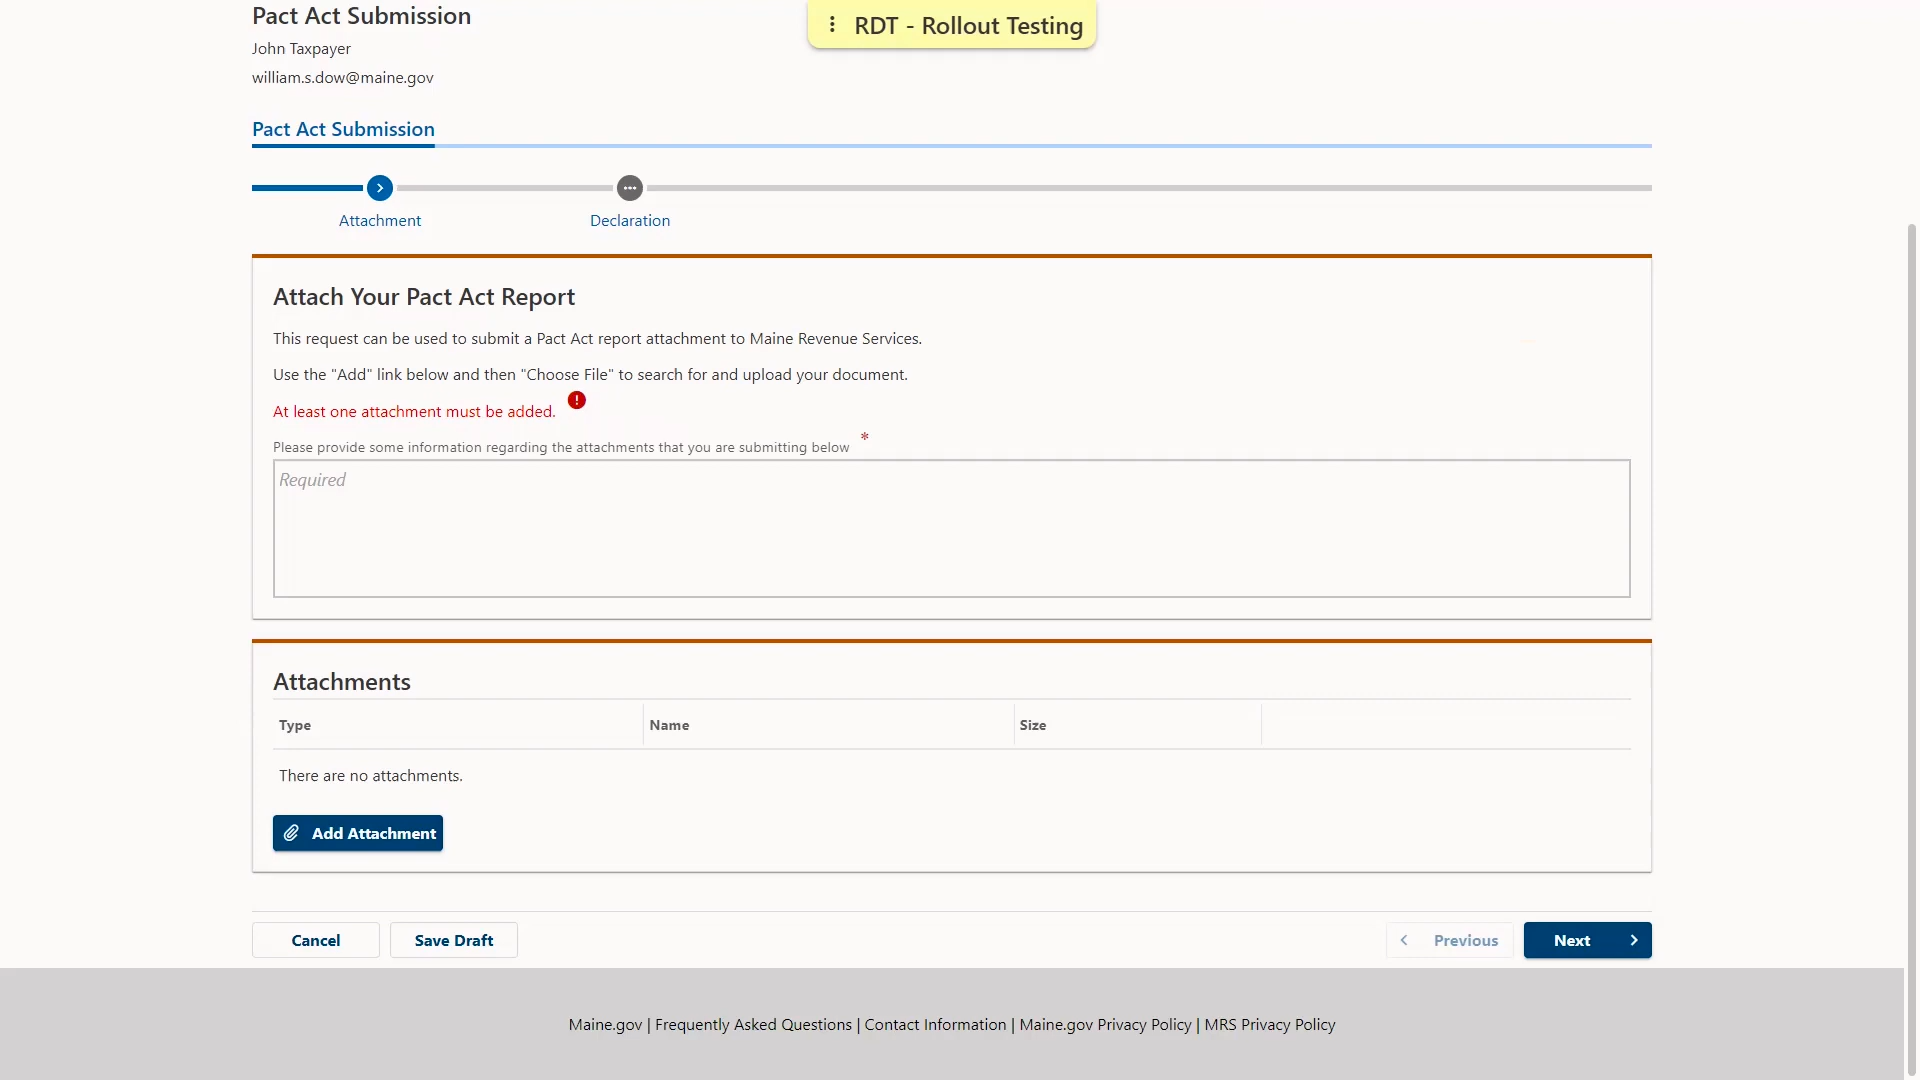 Pact Act Submission
RDT - Rollout Testing
John Taxpayer
william.s.dow@maine.gov
Pact Act Submission
Attachment
Declaration
Attach Your Pact Act Report
This request can be used to submit a Pact Act report attachment to Maine Revenue Services.
Use the "Add" link below and then "Choose File" to search for and upload your document.
At least one attachment must be added.
Please provide some information regarding the attachments that you are submitting below *
Required
Attachments
Type Name Size
There are no attachments.
Add Attachment
Cancel Save Draft Previous Next
Maine.gov | Frequently Asked Questions | Contact Information | Maine.gov Privacy Policy | MRS Privacy Policy